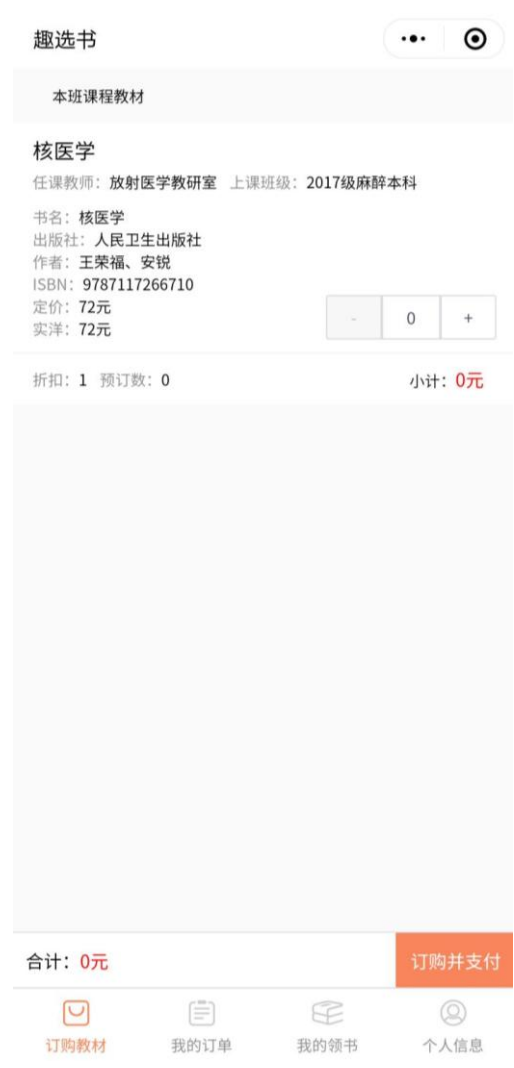 趣选书
本班课程教材
核医学
任课教师：放射医学教研室 上课班级：2017级麻醉本科
书名：核医学
出版社：人民卫生出版社
作者：王荣福、安锐
ISBN：9787117266710
定价：72元
实洋：72元
- 0 +
折扣：1 预订数：0 小计：0元
合计：0元 订购并支付
订购教材 我的订单 我的领书 个人信息